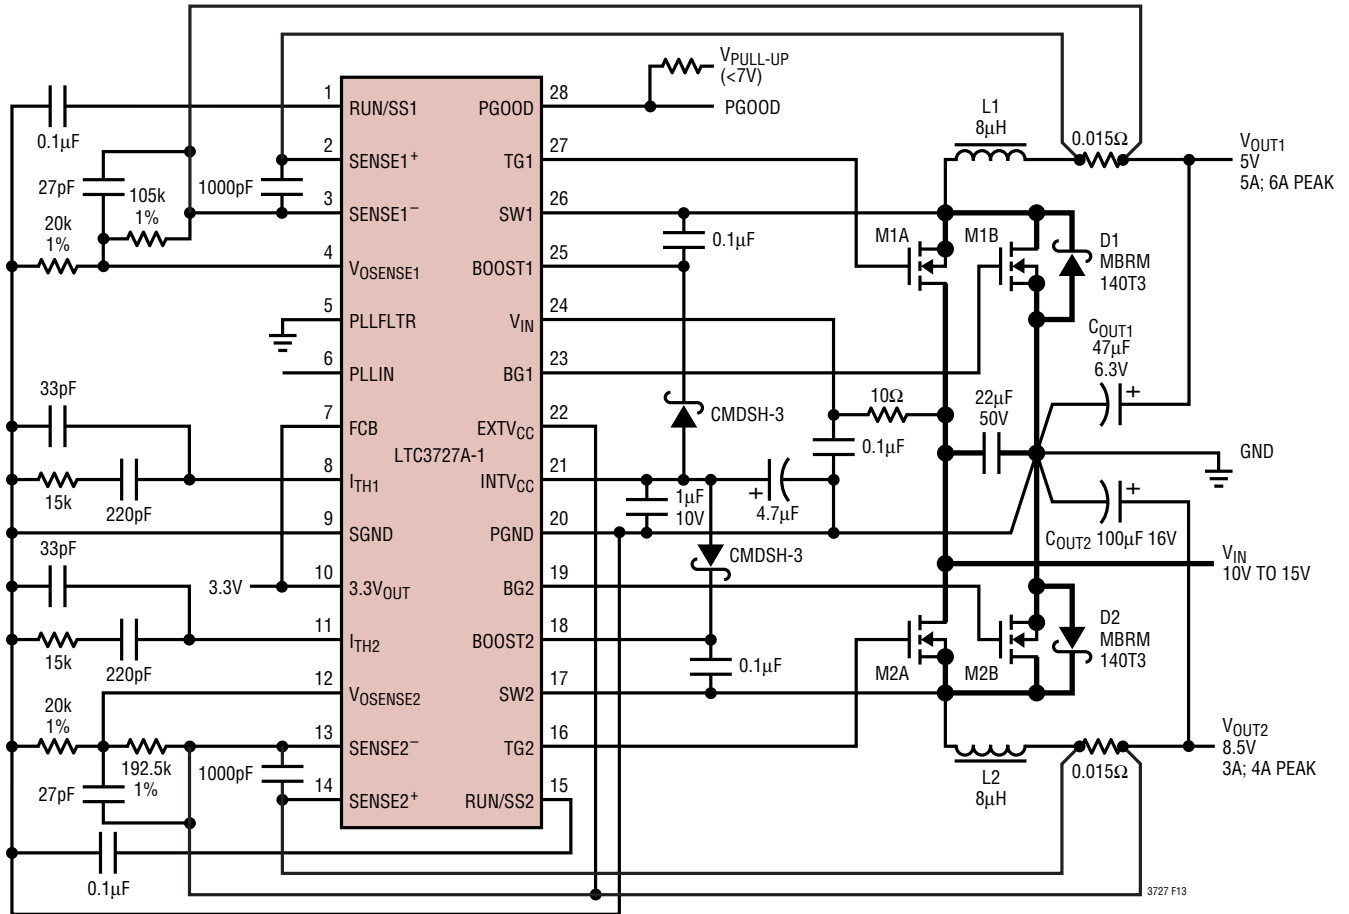 V_PULL-UP
(<7V)
PGOOD
0.1µF
1
RUN/SS1
PGOOD
28
2
SENSE1+
TG1
27
27pF
105k
1%
1000pF
3
SENSE1–
SW1
26
20k
1%
4
V_OSENSE1
BOOST1
25
0.1µF
5
PLLFLTR
V_IN
24
6
PLLIN
BG1
23
33pF
7
FCB
EXTV_CC
22
LTC3727A-1
15k
220pF
8
I_TH1
INTV_CC
21
9
SGND
PGND
20
33pF
3.3V
10
3.3V_OUT
BG2
19
15k
220pF
11
I_TH2
BOOST2
18
12
V_OSENSE2
SW2
17
20k
1%
192.5k
1%
13
SENSE2–
TG2
16
27pF
1000pF
14
SENSE2+
RUN/SS2
15
0.1µF
CMDSH-3
1µF
10V
+
4.7µF
CMDSH-3
0.1µF
10Ω
0.1µF
L1
8µH
0.015Ω
V_OUT1
5V
5A; 6A PEAK
M1A
M1B
D1
MBRM
140T3
C_OUT1
47µF
6.3V
+
22µF
50V
GND
+
C_OUT2 100µF 16V
V_IN
10V TO 15V
M2A
M2B
D2
MBRM
140T3
L2
8µH
0.015Ω
V_OUT2
8.5V
3A; 4A PEAK
3727 F13